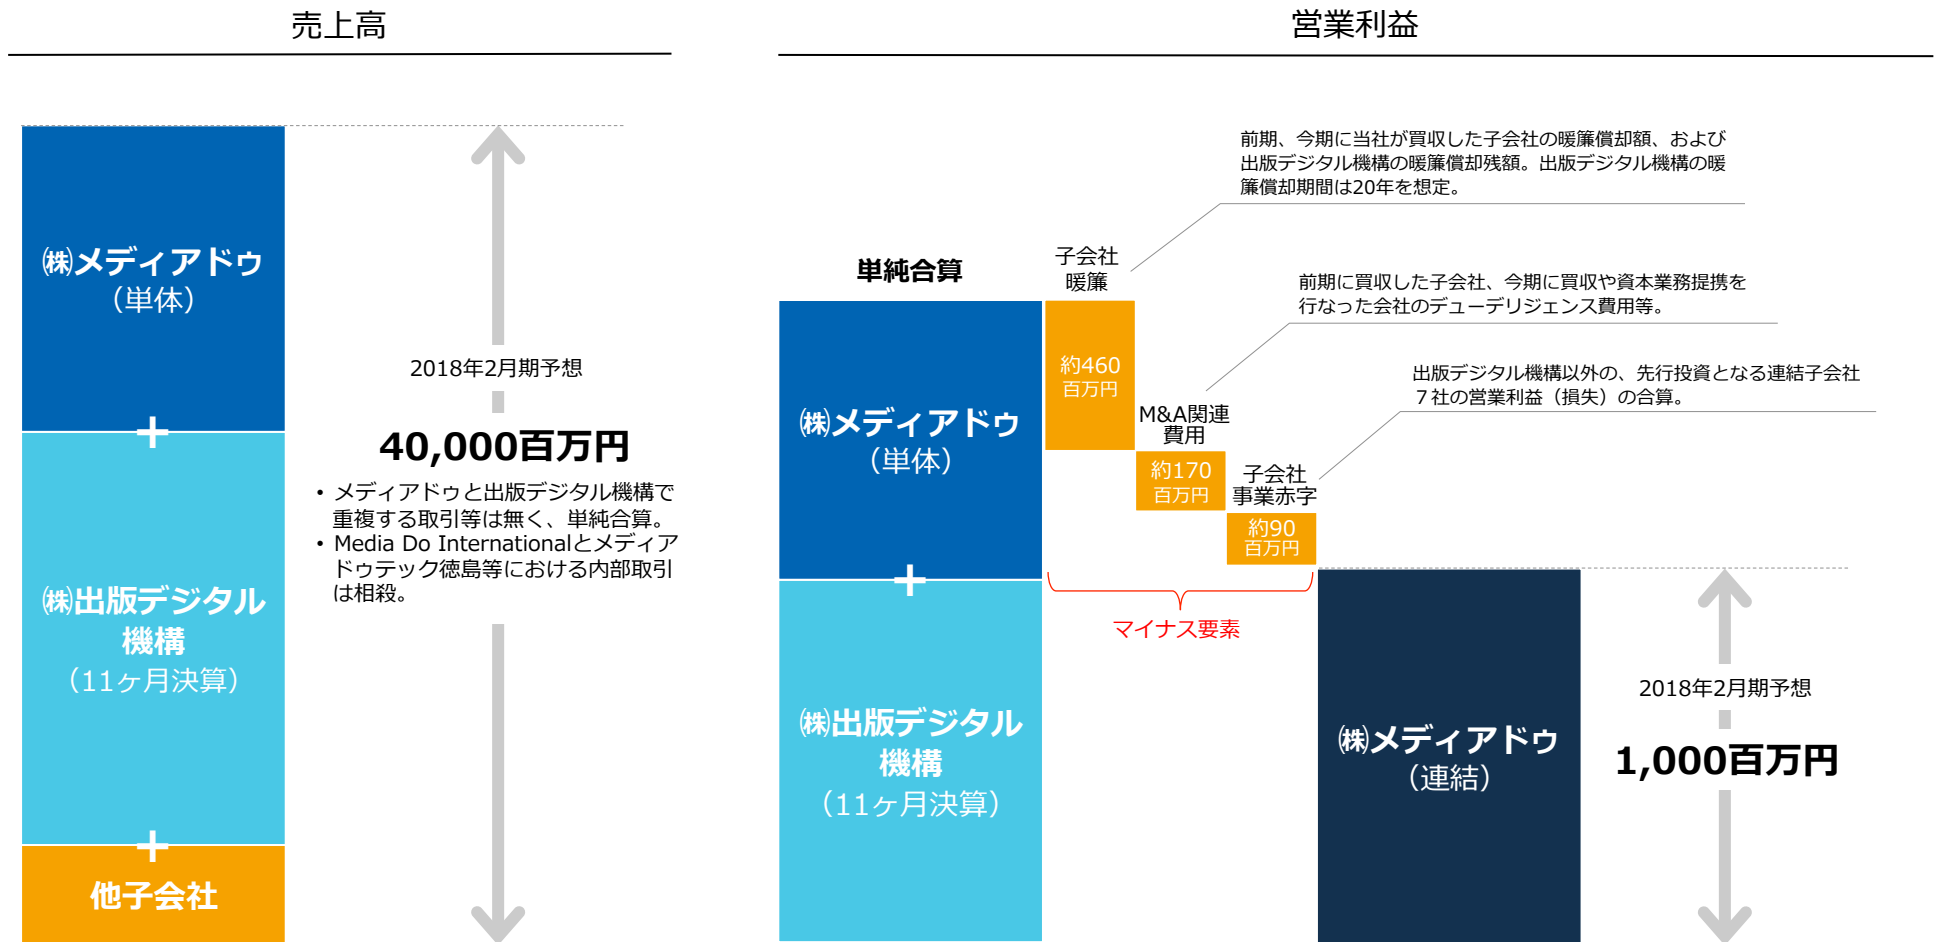 売上高
㈱メディアドゥ
（単体）
+
㈱出版デジタル
機構
（11ヶ月決算）
+
他子会社
2018年2月期予想
40,000百万円
• メディアドゥと出版デジタル機構で
重複する取引等は無く、単純合算。
• Media Do Internationalとメディア
ドゥテック徳島等における内部取引
は相殺。
営業利益
単純合算
㈱メディアドゥ
（単体）
+
㈱出版デジタル
機構
（11ヶ月決算）
子会社
暖簾
約460
百万円
前期、今期に当社が買収した子会社の暖簾償却額、および
出版デジタル機構の暖簾償却残額。出版デジタル機構の暖
簾償却期間は20年を想定。
M&A関連
費用
約170
百万円
前期に買収した子会社、今期に買収や資本業務提携を
行なった会社のデューデリジェンス費用等。
子会社
事業赤字
約90
百万円
出版デジタル機構以外の、先行投資となる連結子会社
７社の営業利益（損失）の合算。
マイナス要素
㈱メディアドゥ
（連結）
2018年2月期予想
1,000百万円